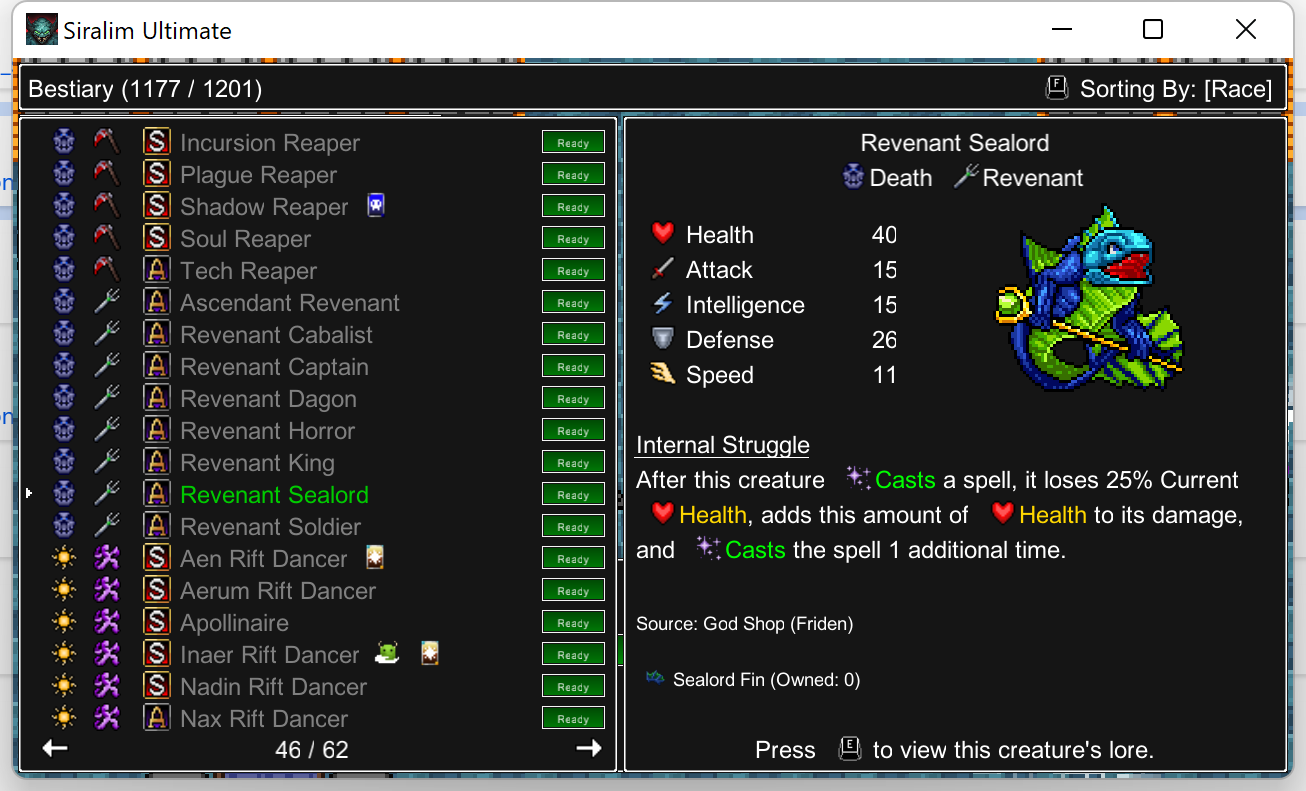 Siralim Ultimate
Bestiary (1177 / 1201)
F Sorting By: [Race]
S Incursion Reaper Ready
S Plague Reaper Ready
S Shadow Reaper Ready
S Soul Reaper Ready
A Tech Reaper Ready
A Ascendant Revenant Ready
A Revenant Cabalist Ready
A Revenant Captain Ready
A Revenant Dagon Ready
A Revenant Horror Ready
A Revenant King Ready
A Revenant Sealord Ready
A Revenant Soldier Ready
S Aen Rift Dancer Ready
S Aerum Rift Dancer Ready
S Apollinaire Ready
S Inaer Rift Dancer Ready
S Nadin Rift Dancer Ready
A Nax Rift Dancer Ready
46 / 62
Revenant Sealord
Death Revenant
Health 40
Attack 15
Intelligence 15
Defense 26
Speed 11
Internal Struggle
After this creature Casts a spell, it loses 25% Current
Health, adds this amount of Health to its damage,
and Casts the spell 1 additional time.
Source: God Shop (Friden)
Sealord Fin (Owned: 0)
Press E to view this creature's lore.